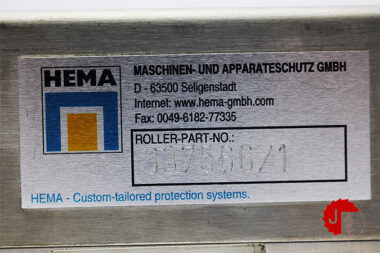 HEMA
MASCHINEN- UND APPARATESCHUTZ GMBH
D - 63500 Seligenstadt
Internet: www.hema-gmbh.com
Fax: 0049-6182-77335
ROLLER-PART-NO.:
HEMA - Custom-tailored protection systems.
J